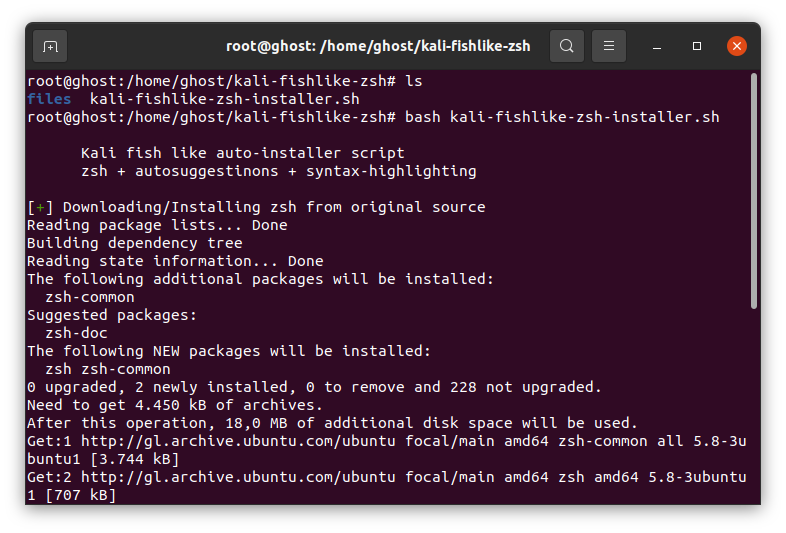 root@ghost: /home/ghost/kali-fishlike-zsh
root@ghost:/home/ghost/kali-fishlike-zsh# ls
files  kali-fishlike-zsh-installer.sh
root@ghost:/home/ghost/kali-fishlike-zsh# bash kali-fishlike-zsh-installer.sh
Kali fish like auto-installer script
zsh + autosuggestinons + syntax-highlighting
[+] Downloading/Installing zsh from original source
Reading package lists... Done
Building dependency tree
Reading state information... Done
The following additional packages will be installed:
zsh-common
Suggested packages:
zsh-doc
The following NEW packages will be installed:
zsh zsh-common
0 upgraded, 2 newly installed, 0 to remove and 228 not upgraded.
Need to get 4.450 kB of archives.
After this operation, 18,0 MB of additional disk space will be used.
Get:1 http://gl.archive.ubuntu.com/ubuntu focal/main amd64 zsh-common all 5.8-3u
buntu1 [3.744 kB]
Get:2 http://gl.archive.ubuntu.com/ubuntu focal/main amd64 zsh amd64 5.8-3ubuntu
1 [707 kB]